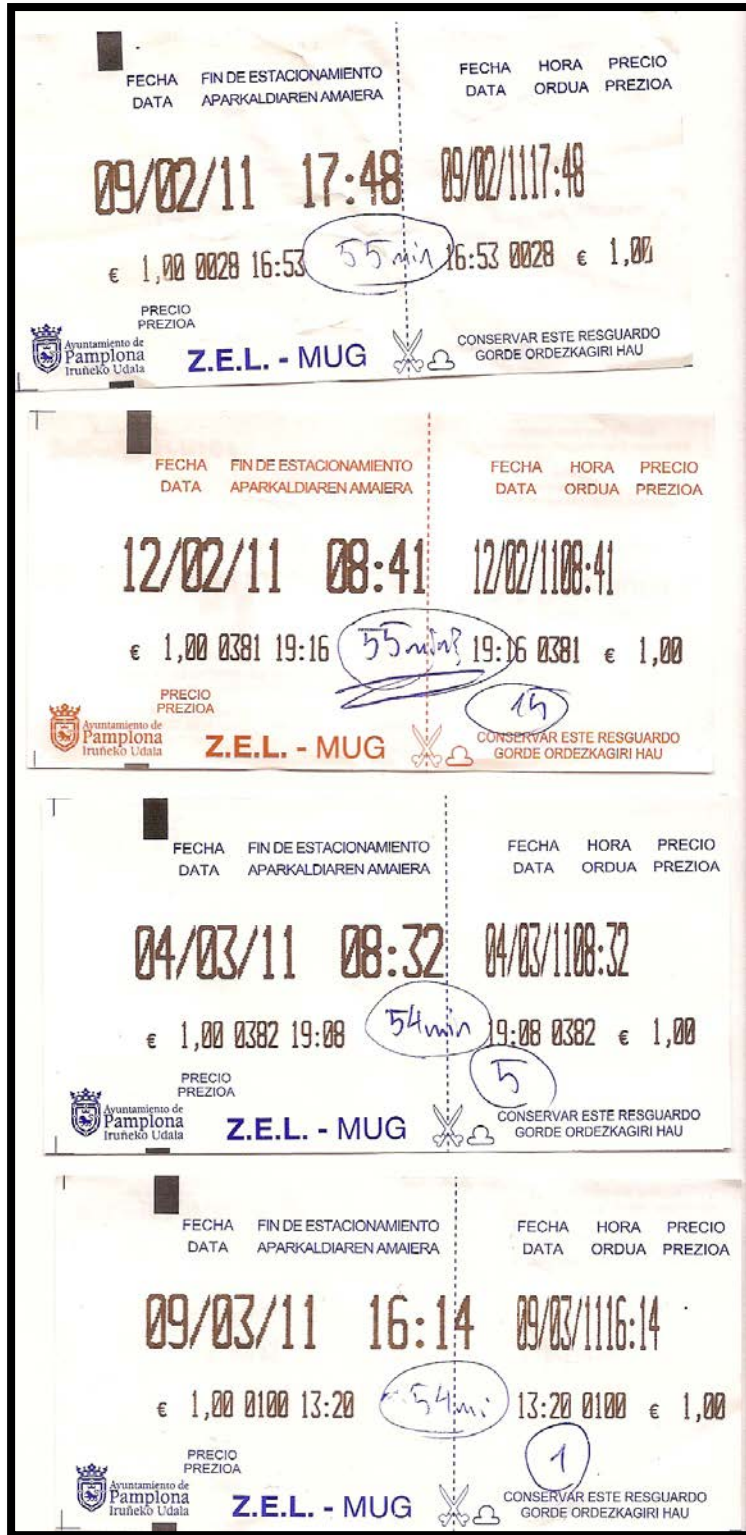 FECHA FIN DE ESTACIONAMIENTO FECHA HORA PRECIO
DATA APARKALDIAREN AMAIERA DATA ORDUA PREZIOA
09/02/11 17:48 09/02/1117:48
€ 1,00 0028 16:53 55 min 16:53 0028 € 1,00
PRECIO
PREZIOA
Ayuntamiento de
Pamplona
Iruñeko Udala
Z.E.L. - MUG
CONSERVAR ESTE RESGUARDO
GORDE ORDEZKAGIRI HAU
FECHA FIN DE ESTACIONAMIENTO FECHA HORA PRECIO
DATA APARKALDIAREN AMAIERA DATA ORDUA PREZIOA
12/02/11 08:41 12/02/1108:41
€ 1,00 0381 19:16 55 19:16 0381 € 1,00
PRECIO
PREZIOA
15
Ayuntamiento de
Pamplona
Iruñeko Udala
Z.E.L. - MUG
CONSERVAR ESTE RESGUARDO
GORDE ORDEZKAGIRI HAU
FECHA FIN DE ESTACIONAMIENTO FECHA HORA PRECIO
DATA APARKALDIAREN AMAIERA DATA ORDUA PREZIOA
04/03/11 08:32 04/03/1108:32
€ 1,00 0382 19:08 54 min 19:08 0382 € 1,00
PRECIO
PREZIOA
5
Ayuntamiento de
Pamplona
Iruñeko Udala
Z.E.L. - MUG
CONSERVAR ESTE RESGUARDO
GORDE ORDEZKAGIRI HAU
FECHA FIN DE ESTACIONAMIENTO FECHA HORA PRECIO
DATA APARKALDIAREN AMAIERA DATA ORDUA PREZIOA
09/03/11 16:14 09/03/1116:14
€ 1,00 0100 13:20 54 mi 13:20 0100 € 1,00
PRECIO
PREZIOA
1
Ayuntamiento de
Pamplona
Iruñeko Udala
Z.E.L. - MUG
CONSERVAR ESTE RESGUARDO
GORDE ORDEZKAGIRI HAU